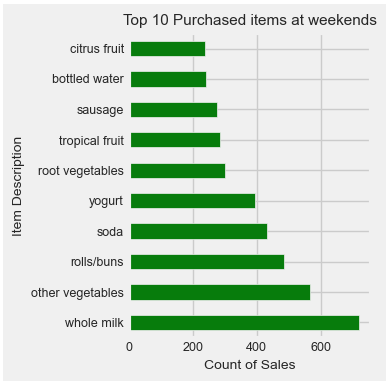 Top 10 Purchased items at weekends
citrus fruit
bottled water
sausage
tropical fruit
root vegetables
yogurt
soda
rolls/buns
other vegetables
whole milk
Item Description
0 200 400 600
Count of Sales